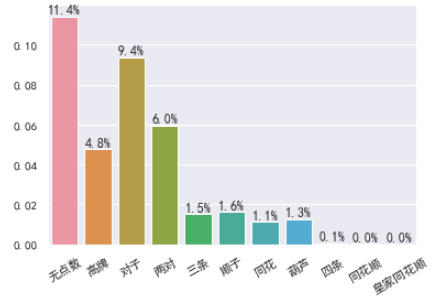 11.4%
4.8%
9.4%
6.0%
1.5%
1.6%
1.1%
1.3%
0.1%
0.0%
0.0%
0.10
0.08
0.06
0.04
0.02
0.00
无点数
高牌
对于
两对
三条
顺于
同花
葫芦
四条
同花顺
皇家同花顺